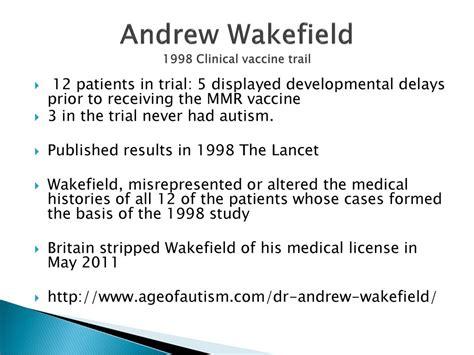 Andrew Wakefield
1998 Clinical vaccine trail
12 patients in trial: 5 displayed developmental delays
prior to receiving the MMR vaccine
3 in the trial never had autism.
Published results in 1998 The Lancet
Wakefield, misrepresented or altered the medical
histories of all 12 of the patients whose cases formed
the basis of the 1998 study
Britain stripped Wakefield of his medical license in
May 2011
http://www.ageofautism.com/dr-andrew-wakefield/